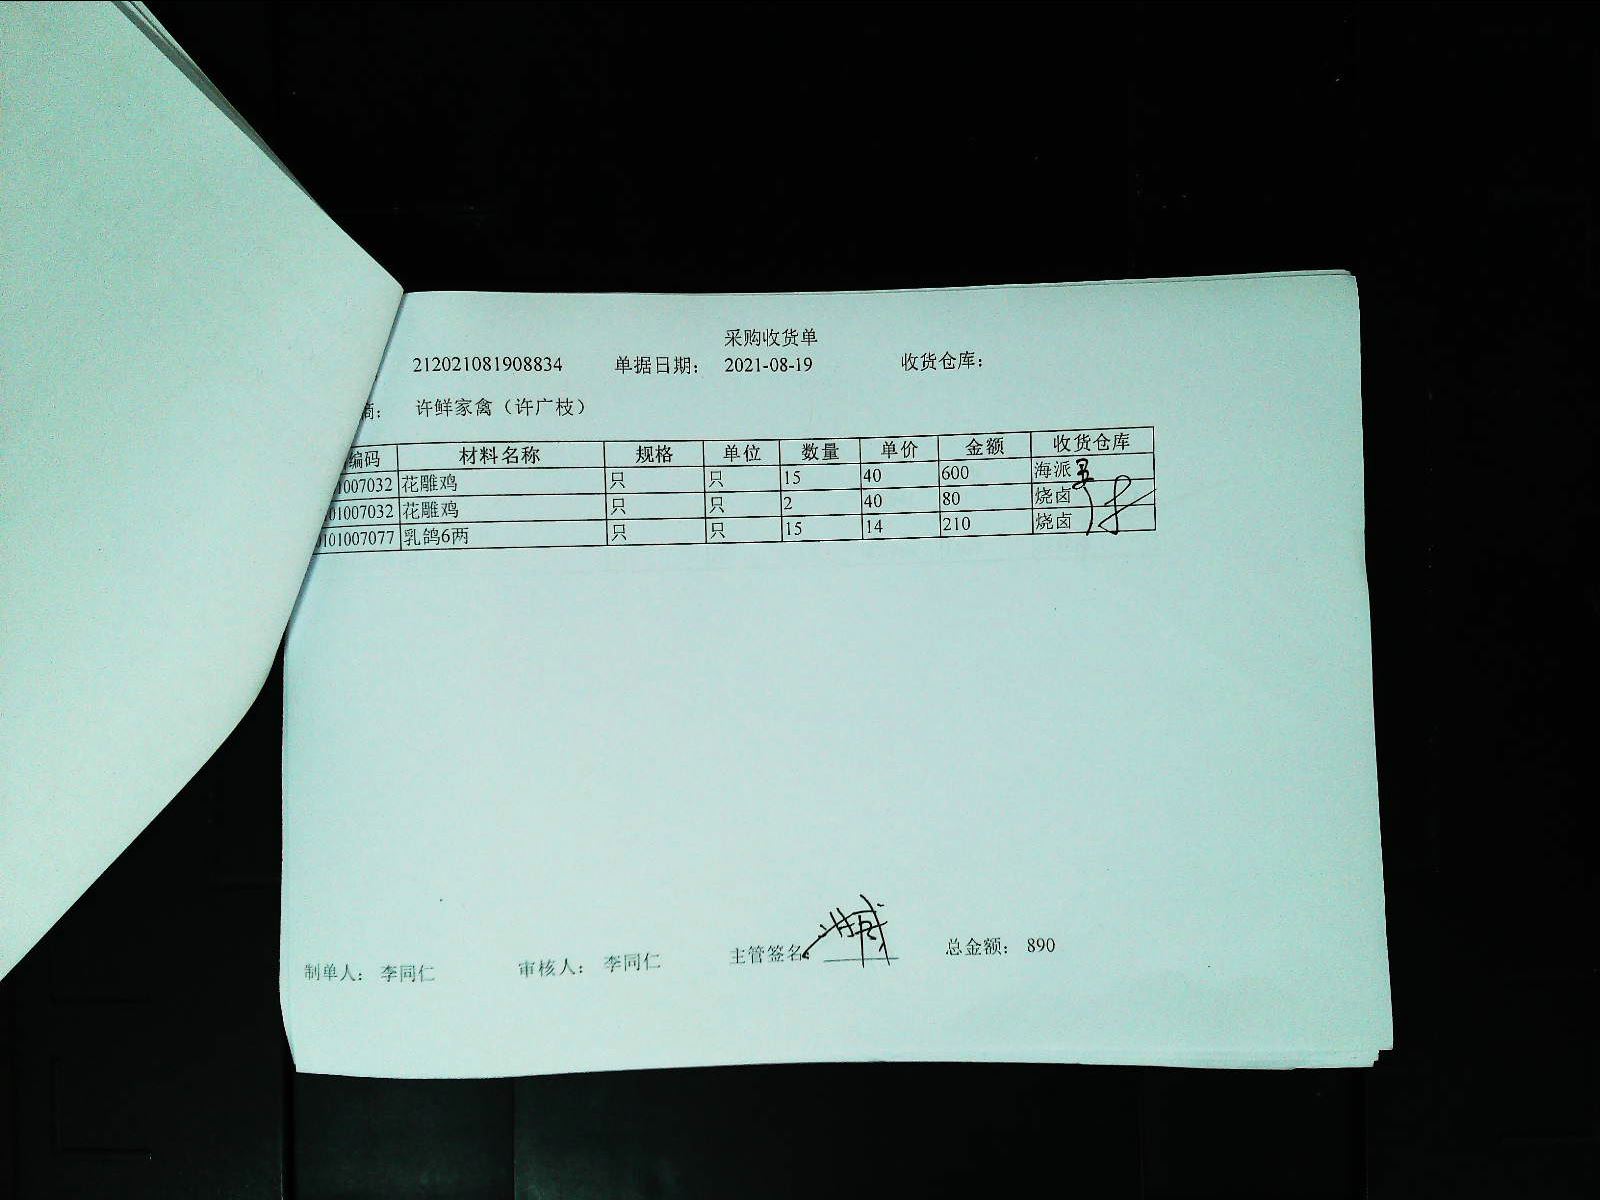 采购收货单
212021081908834 单据日期： 2021-08-19 收货仓库：
商： 许鲜家禽（许广枝）
编码 材料名称 规格 单位 数量 单价 金额 收货仓库
01007032 花雕鸡 只 只 15 40 600 海派
01007032 花雕鸡 只 只 2 40 80 烧卤
0101007077 乳鸽6两 只 只 15 14 210 烧卤
制单人： 李同仁 审核人： 李同仁 主管签名 总金额： 890